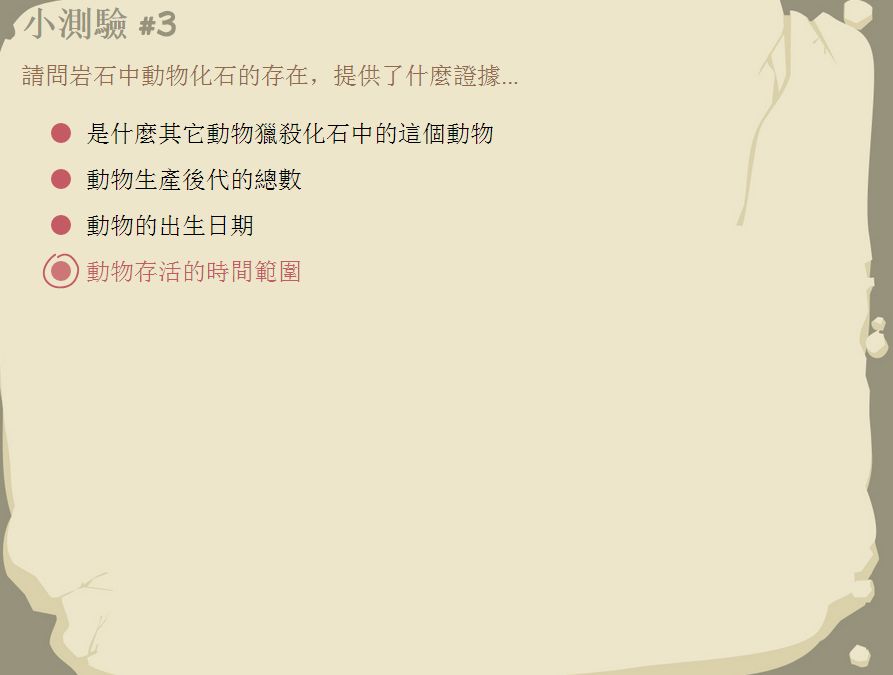 小測驗 #3
請問岩石中動物化石的存在，提供了什麼證據...
是什麼其它動物獵殺化石中的這個動物
動物生產後代的總數
動物的出生日期
動物存活的時間範圍